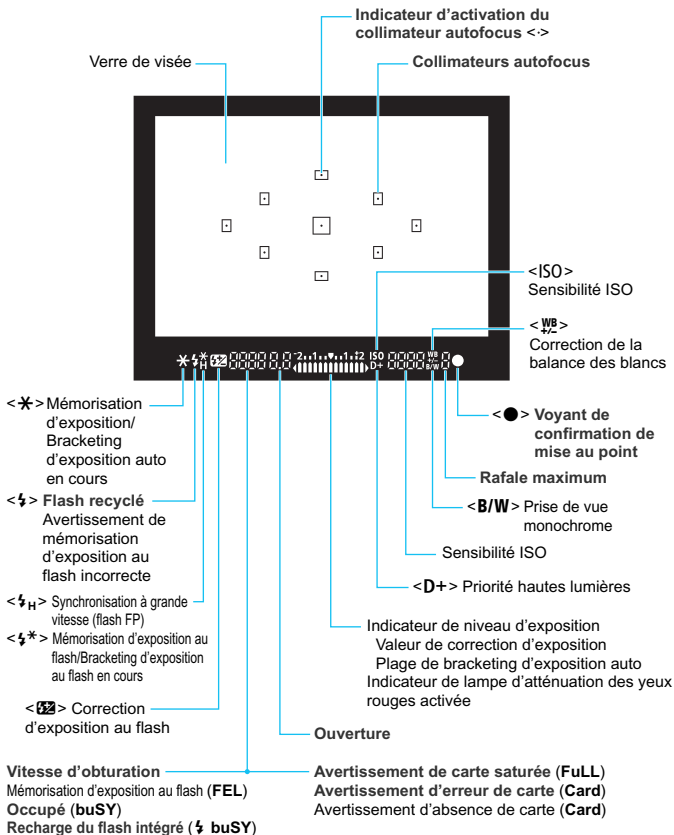 Indicateur d'activation du
collimateur autofocus <·>
Verre de visée
Collimateurs autofocus
<ISO>
Sensibilité ISO
<WB +/->
Correction de la
balance des blancs
-2..1..▼..1..+2 ISO WB +/-
D+ B/W
<✱> Mémorisation
d'exposition/
Bracketing
d'exposition auto
en cours
<●> Voyant de
confirmation de
mise au point
Rafale maximum
<B/W> Prise de vue
monochrome
Sensibilité ISO
<D+> Priorité hautes lumières
<⚡> Flash recyclé
Avertissement de
mémorisation
d'exposition au
flash incorrecte
<⚡H> Synchronisation à grande
vitesse (flash FP)
<⚡✱> Mémorisation d'exposition au
flash/Bracketing d'exposition
au flash en cours
Indicateur de niveau d'exposition
Valeur de correction d'exposition
Plage de bracketing d'exposition auto
Indicateur de lampe d'atténuation des yeux
rouges activée
<⚡±> Correction
d'exposition au flash
Ouverture
Vitesse d'obturation
Mémorisation d'exposition au flash (FEL)
Occupé (buSY)
Recharge du flash intégré (⚡ buSY)
Avertissement de carte saturée (FuLL)
Avertissement d'erreur de carte (Card)
Avertissement d'absence de carte (Card)